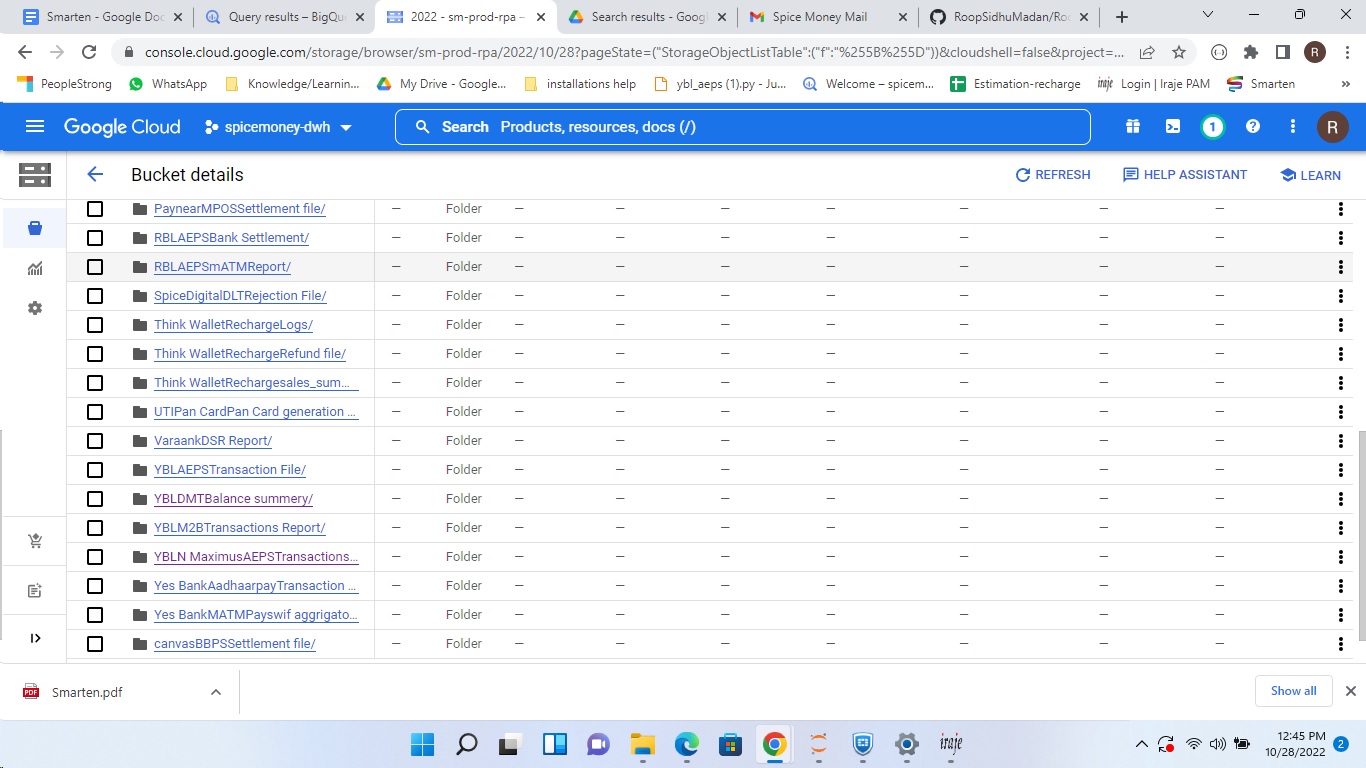 Smarten - Google Doc
Query results – BigQu
2022 - sm-prod-rpa –
Search results - Googl
Spice Money Mail
RoopSidhuMadan/Roo
console.cloud.google.com/storage/browser/sm-prod-rpa/2022/10/28?pageState=("StorageObjectListTable":("f":"%255B%255D"))&cloudshell=false&project=...
R
PeopleStrong
WhatsApp
Knowledge/Learnin...
My Drive - Google...
installations help
ybl_aeps (1).py - Ju...
Welcome – spicem...
Estimation-recharge
iraje Login | Iraje PAM
Smarten
»
Google Cloud
spicemoney-dwh
Search Products, resources, docs (/)
1
R
Bucket details
REFRESH
HELP ASSISTANT
LEARN
PaynearMPOSSettlement file/ — Folder — — — — — —
RBLAEPSBank Settlement/ — Folder — — — — — —
RBLAEPSmATMReport/ — Folder — — — — — —
SpiceDigitalDLTRejection File/ — Folder — — — — — —
Think WalletRechargeLogs/ — Folder — — — — — —
Think WalletRechargeRefund file/ — Folder — — — — — —
Think WalletRechargesales_sum... — Folder — — — — — —
UTIPan CardPan Card generation ... — Folder — — — — — —
VaraankDSR Report/ — Folder — — — — — —
YBLAEPSTransaction File/ — Folder — — — — — —
YBLDMTBalance summery/ — Folder — — — — — —
YBLM2BTransactions Report/ — Folder — — — — — —
YBLN MaximusAEPSTransactions... — Folder — — — — — —
Yes BankAadhaarpayTransaction ... — Folder — — — — — —
Yes BankMATMPayswif aggrigato... — Folder — — — — — —
canvasBBPSSettlement file/ — Folder — — — — — —
PDF
Smarten.pdf
Show all
iraje
12:45 PM
10/28/2022
2